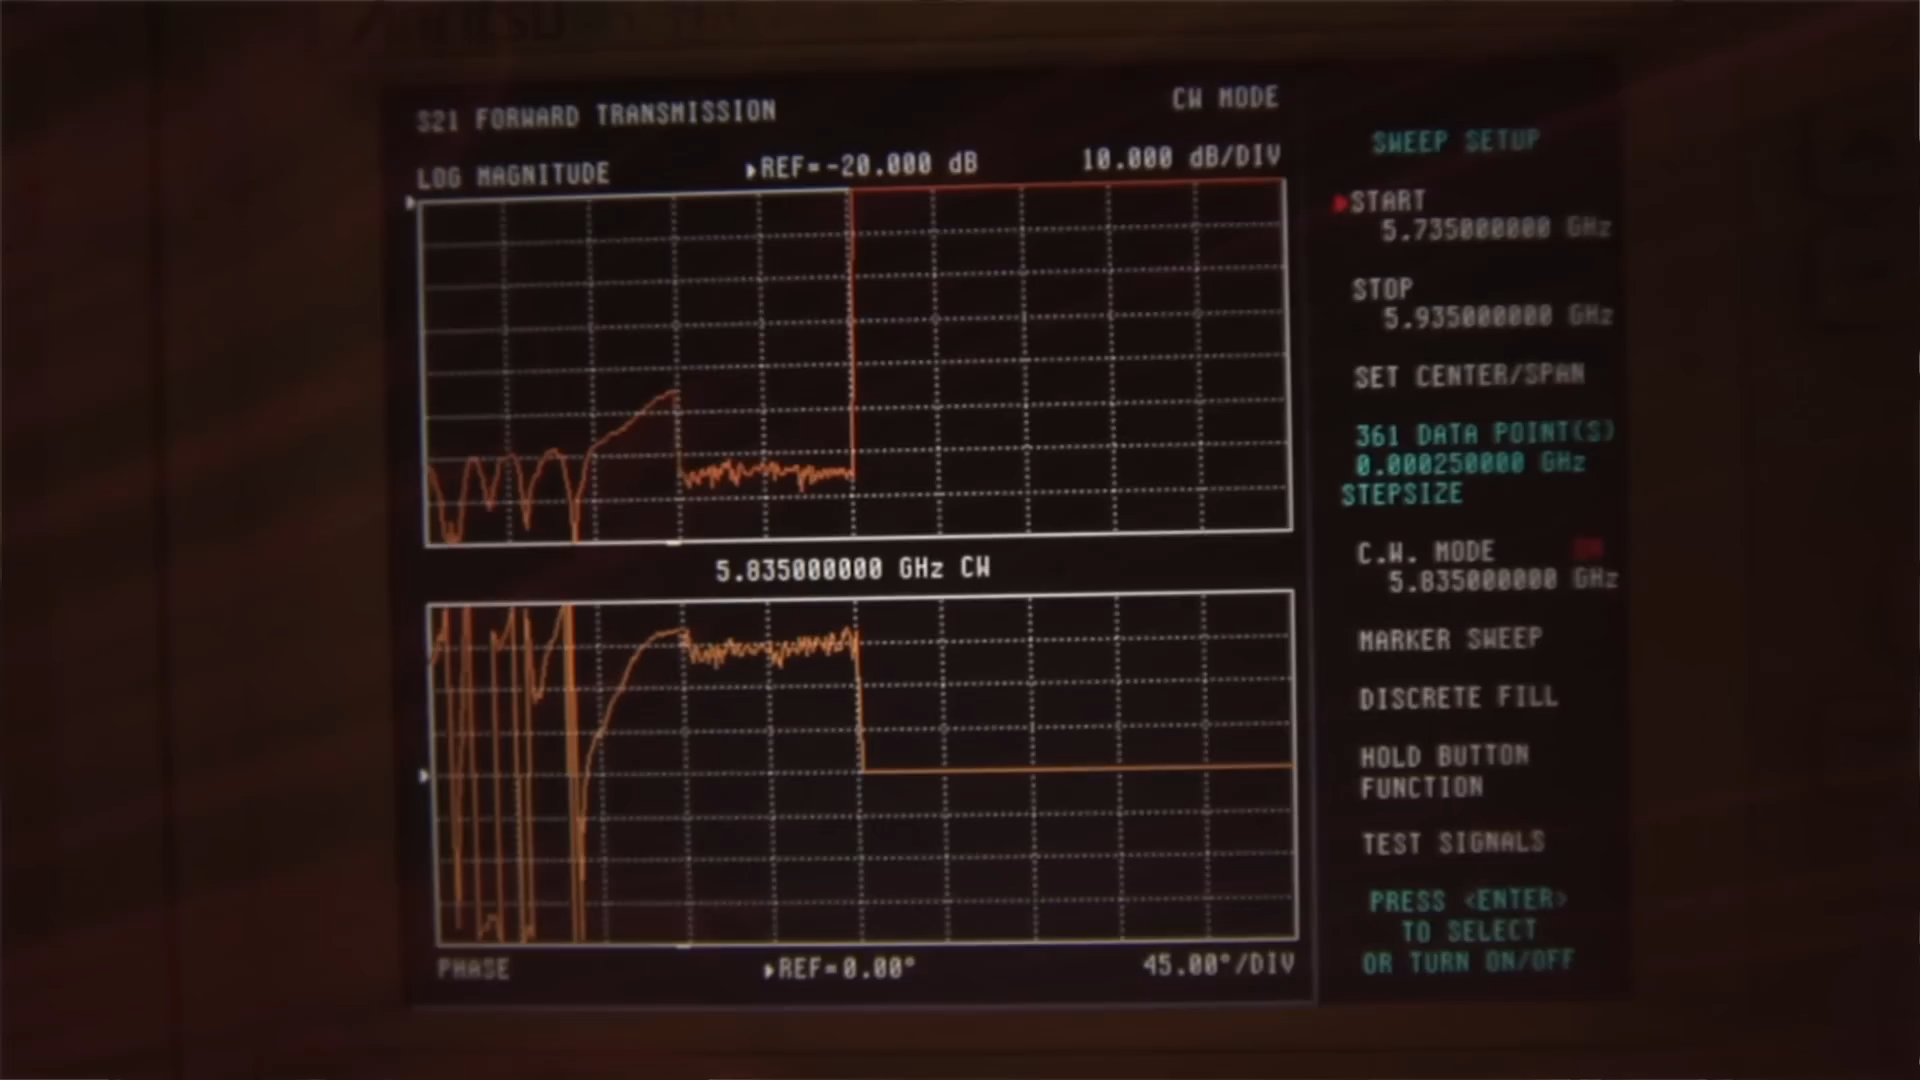 S21 FORWARD TRANSMISSION
CW MODE
LOG MAGNITUDE
REF=-20.000 dB
10.000 dB/DIV
5.835000000 GHz CW
PHASE
REF=0.00°
45.00°/DIV
SWEEP SETUP
START
5.735000000 GHz
STOP
5.935000000 GHz
SET CENTER/SPAN
361 DATA POINT(S)
0.000250000 GHz
STEPSIZE
C.W. MODE ON
5.835000000 GHz
MARKER SWEEP
DISCRETE FILL
HOLD BUTTON
FUNCTION
TEST SIGNALS
PRESS <ENTER>
TO SELECT
OR TURN ON/OFF